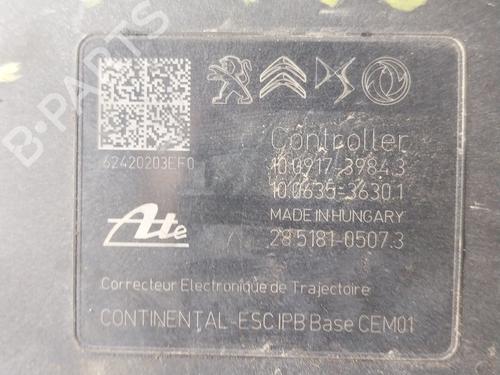 62420203EF0
Controller
10.0917-3984.3
10.0635-3630.1
MADE IN HUNGARY
28.5181-0507.3
Ate
Correcteur Electronique de Trajectoire
CONTINENTAL-ESC IPB Base CEM01
B-PARTS